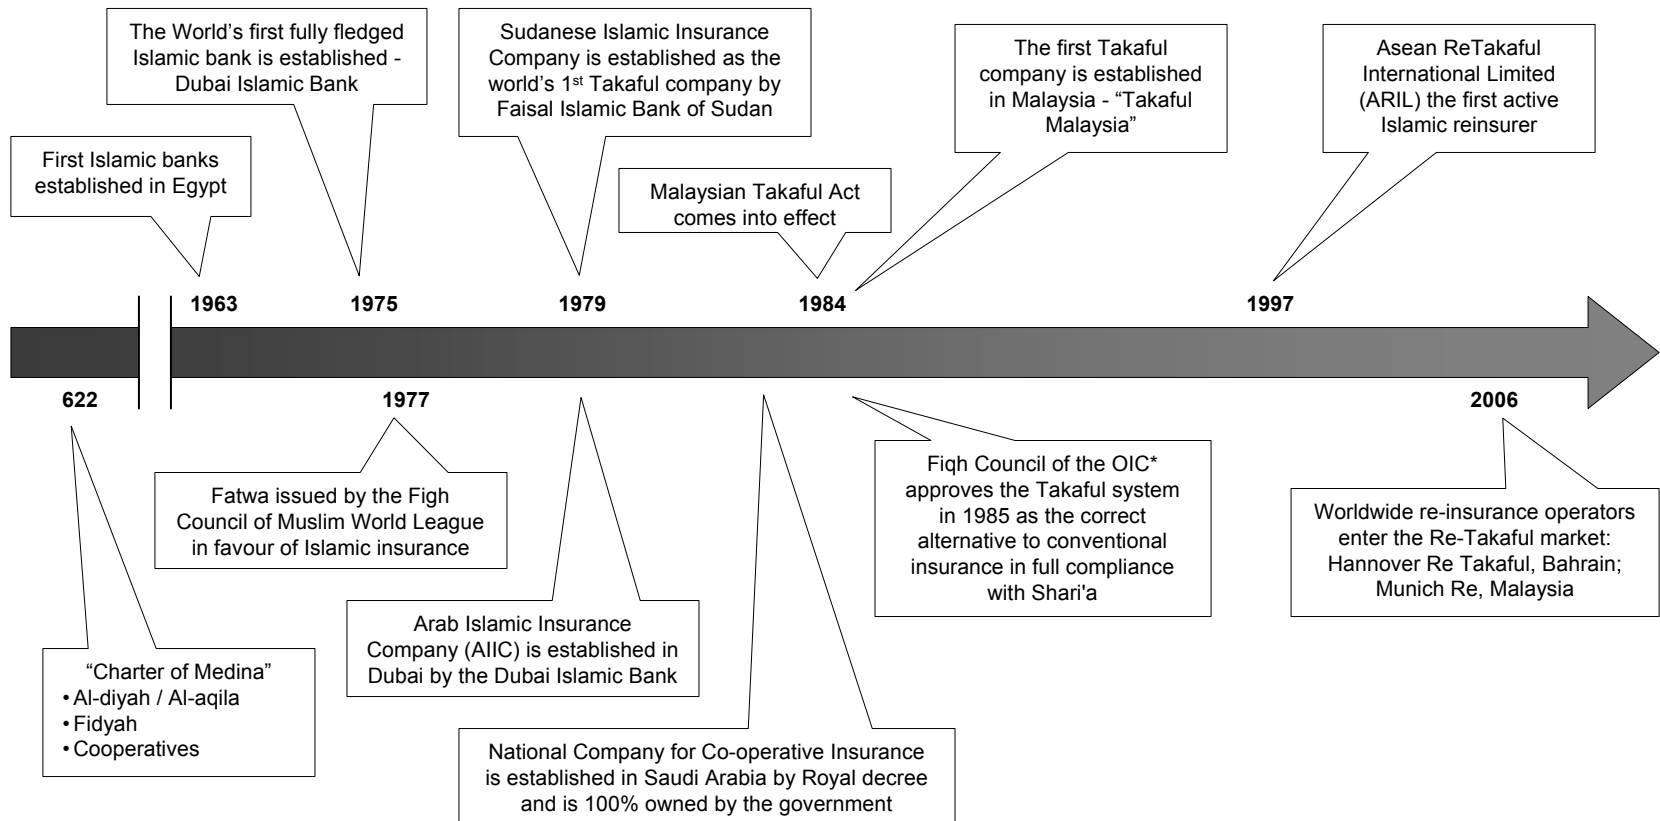 The World’s first fully fledged
Islamic bank is established -
Dubai Islamic Bank
Sudanese Islamic Insurance
Company is established as the
world’s 1st Takaful company by
Faisal Islamic Bank of Sudan
The first Takaful
company is established
in Malaysia - “Takaful
Malaysia”
Asean ReTakaful
International Limited
(ARIL) the first active
Islamic reinsurer
First Islamic banks
established in Egypt
Malaysian Takaful Act
comes into effect
1963
1975
1979
1984
1997
622
1977
2006
Fatwa issued by the Figh
Council of Muslim World League
in favour of Islamic insurance
Fiqh Council of the OIC*
approves the Takaful system
in 1985 as the correct
alternative to conventional
insurance in full compliance
with Shari'a
Worldwide re-insurance operators
enter the Re-Takaful market:
Hannover Re Takaful, Bahrain;
Munich Re, Malaysia
Arab Islamic Insurance
Company (AIIC) is established in
Dubai by the Dubai Islamic Bank
“Charter of Medina”
• Al-diyah / Al-aqila
• Fidyah
• Cooperatives
National Company for Co-operative Insurance
is established in Saudi Arabia by Royal decree
and is 100% owned by the government